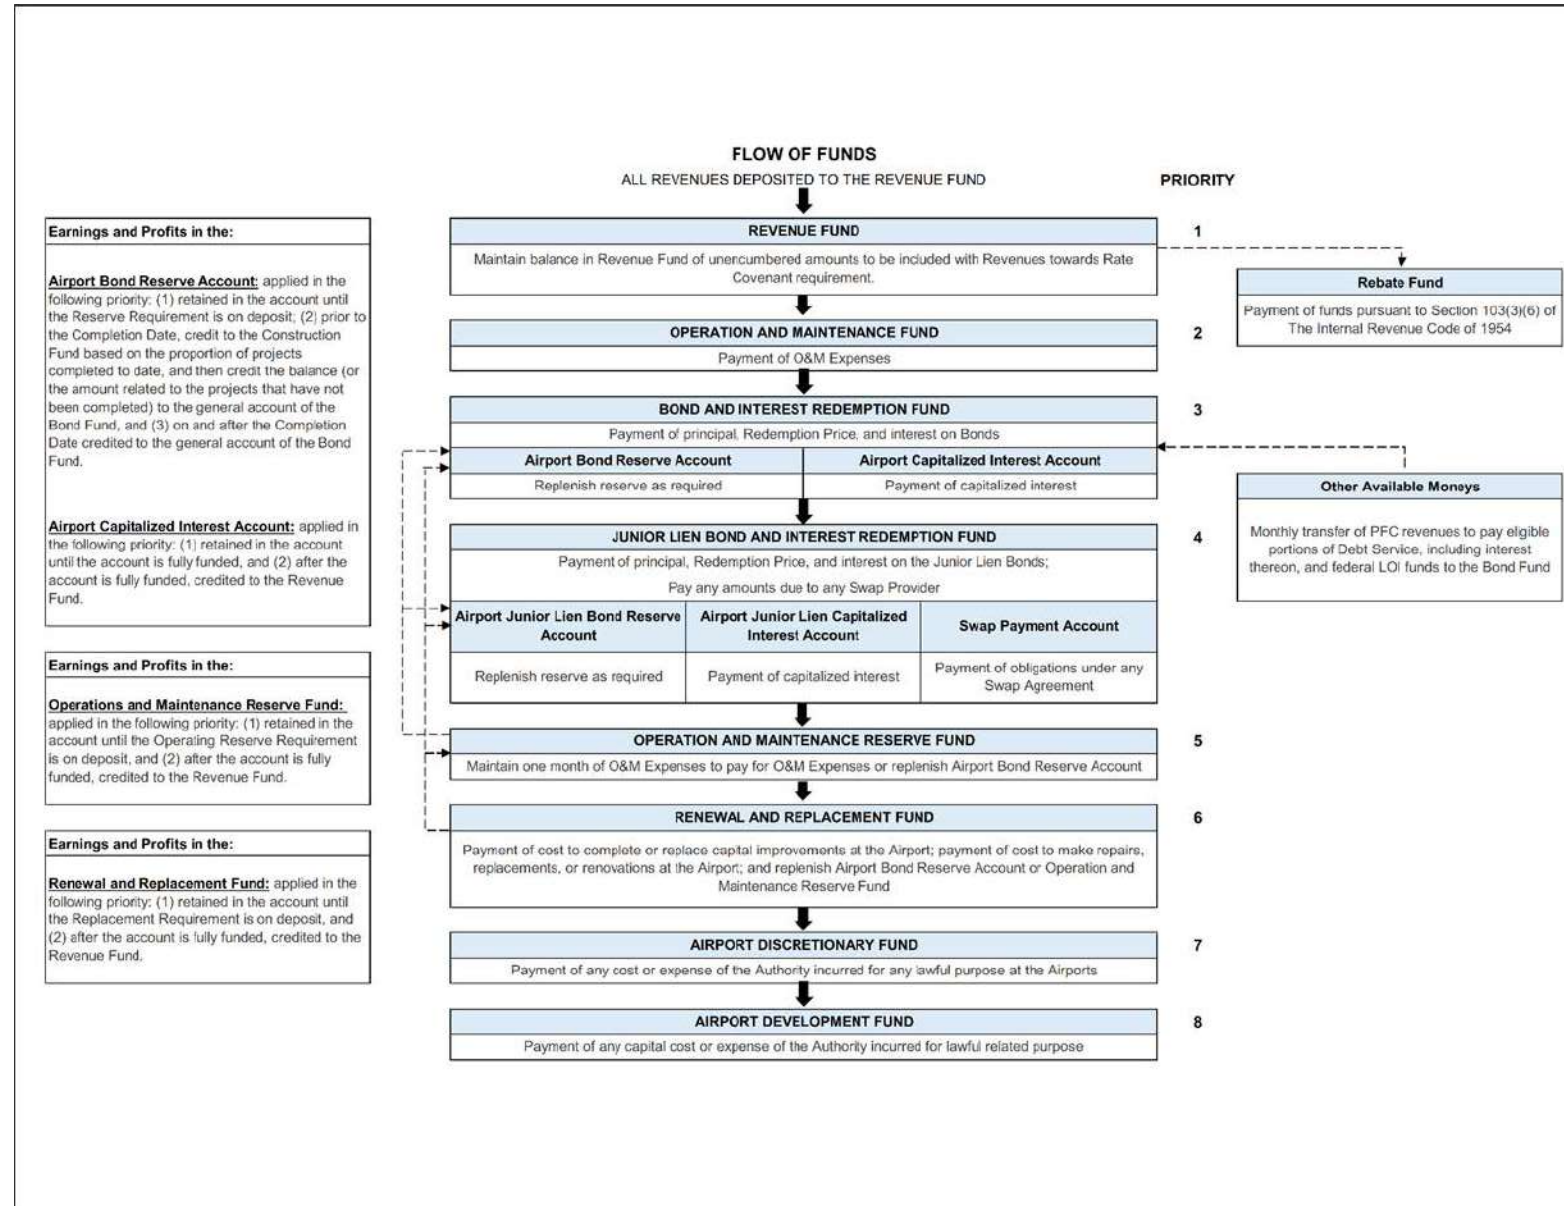 FLOW OF FUNDS
ALL REVENUES DEPOSITED TO THE REVENUE FUND
PRIORITY
REVENUE FUND
1
Maintain balance in Revenue Fund of unencumbered amounts to be included with Revenues towards Rate
Covenant requirement.
Rebate Fund
Payment of funds pursuant to Section 103(3)(6) of
The Internal Revenue Code of 1954
OPERATION AND MAINTENANCE FUND
2
Payment of O&M Expenses
BOND AND INTEREST REDEMPTION FUND
3
Payment of principal, Redemption Price, and interest on Bonds
Airport Bond Reserve Account
Airport Capitalized Interest Account
Replenish reserve as required
Payment of capitalized interest
Other Available Moneys
Monthly transfer of PFC revenues to pay eligible
portions of Debt Service, including interest
thereon, and federal LOI funds to the Bond Fund
JUNIOR LIEN BOND AND INTEREST REDEMPTION FUND
4
Payment of principal, Redemption Price, and interest on the Junior Lien Bonds;
Pay any amounts due to any Swap Provider
Airport Junior Lien Bond Reserve
Account
Airport Junior Lien Capitalized
Interest Account
Swap Payment Account
Replenish reserve as required
Payment of capitalized interest
Payment of obligations under any
Swap Agreement
OPERATION AND MAINTENANCE RESERVE FUND
5
Maintain one month of O&M Expenses to pay for O&M Expenses or replenish Airport Bond Reserve Account
RENEWAL AND REPLACEMENT FUND
6
Payment of cost to complete or replace capital improvements at the Airport; payment of cost to make repairs,
replacements, or renovations at the Airport; and replenish Airport Bond Reserve Account or Operation and
Maintenance Reserve Fund
AIRPORT DISCRETIONARY FUND
7
Payment of any cost or expense of the Authority incurred for any lawful purpose at the Airports
AIRPORT DEVELOPMENT FUND
8
Payment of any capital cost or expense of the Authority incurred for lawful related purpose
Earnings and Profits in the:
Airport Bond Reserve Account: applied in the
following priority: (1) retained in the account until
the Reserve Requirement is on deposit; (2) prior to
the Completion Date, credit to the Construction
Fund based on the proportion of projects
completed to date, and then credit the balance (or
the amount related to the projects that have not
been completed) to the general account of the
Bond Fund, and (3) on and after the Completion
Date credited to the general account of the Bond
Fund.
Airport Capitalized Interest Account: applied in
the following priority: (1) retained in the account
until the account is fully funded, and (2) after the
account is fully funded, credited to the Revenue
Fund.
Earnings and Profits in the:
Operations and Maintenance Reserve Fund:
applied in the following priority: (1) retained in the
account until the Operating Reserve Requirement
is on deposit, and (2) after the account is fully
funded, credited to the Revenue Fund.
Earnings and Profits in the:
Renewal and Replacement Fund: applied in the
following priority: (1) retained in the account until
the Replacement Requirement is on deposit, and
(2) after the account is fully funded, credited to the
Revenue Fund.